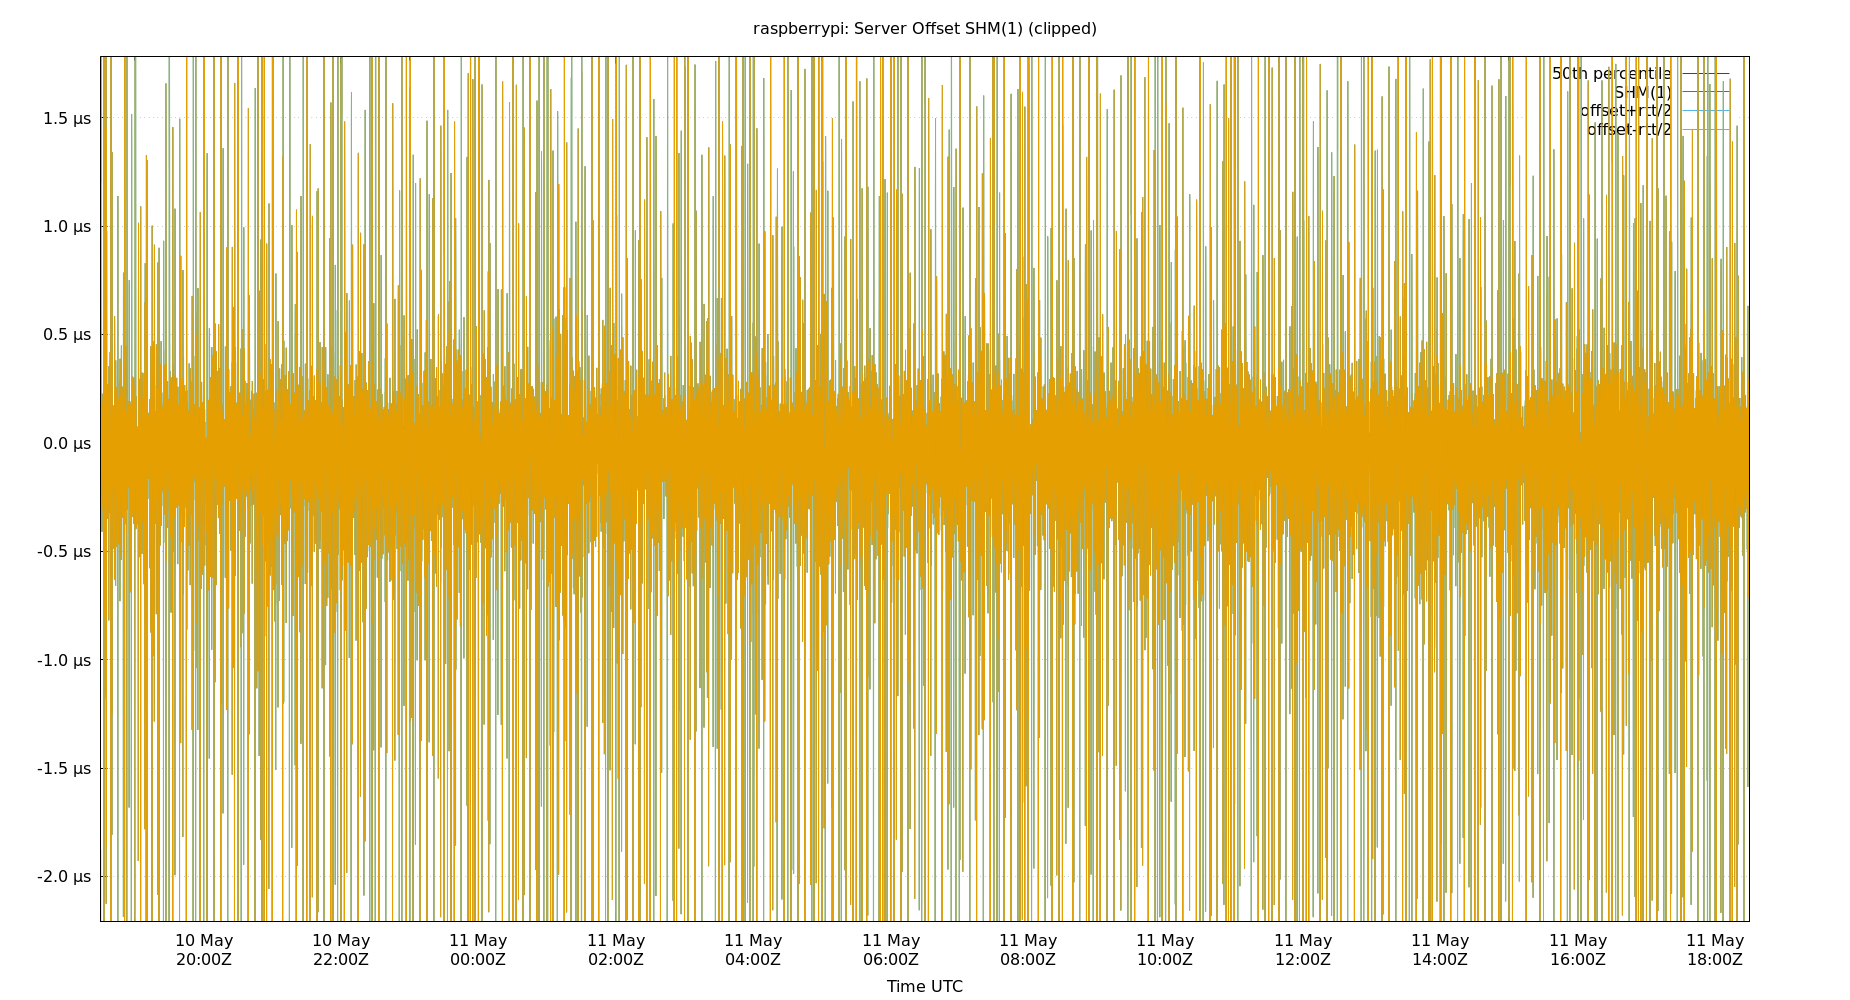 raspberrypi: Server Offset SHM(1) (clipped)
50th percentile
SHM(1)
offset+rtt/2
offset-rtt/2
1.5 µs
1.0 µs
0.5 µs
0.0 µs
-0.5 µs
-1.0 µs
-1.5 µs
-2.0 µs
10 May 10 May 11 May 11 May 11 May 11 May 11 May 11 May 11 May 11 May 11 May 11 May
20:00Z 22:00Z 00:00Z 02:00Z 04:00Z 06:00Z 08:00Z 10:00Z 12:00Z 14:00Z 16:00Z 18:00Z
Time UTC